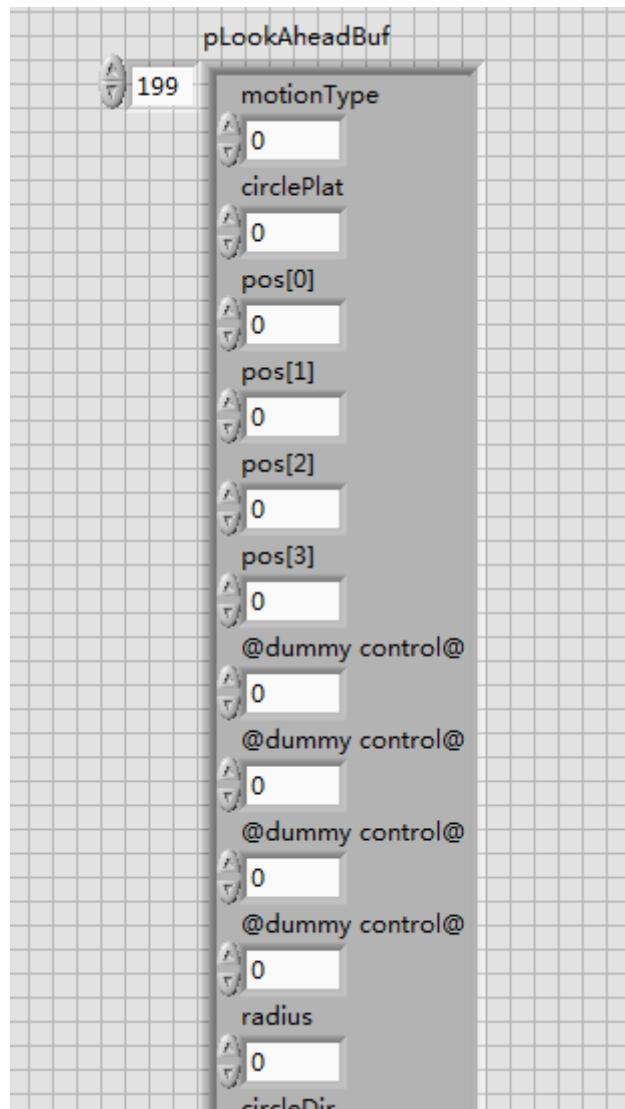 pLookAheadBuf
199
motionType
0
circlePlat
0
pos[0]
0
pos[1]
0
pos[2]
0
pos[3]
0
@dummy control@
0
@dummy control@
0
@dummy control@
0
@dummy control@
0
radius
0
circleDir